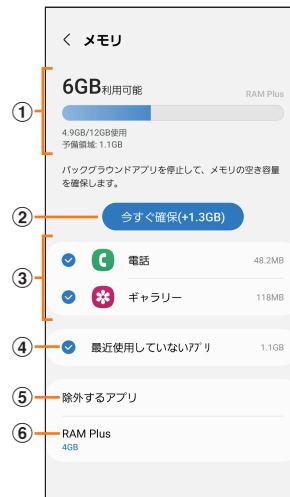 < メモリ
6GB利用可能
RAM Plus
①
4.9GB/12GB使用
予備領域: 1.1GB
バックグラウンドアプリを停止して、メモリの空き容量
を確保します。
② 今すぐ確保(+1.3GB)
③
電話 48.2MB
ギャラリー 118MB
④ 最近使用していないアプリ 1.1GB
⑤ 除外するアプリ
⑥ RAM Plus
4GB